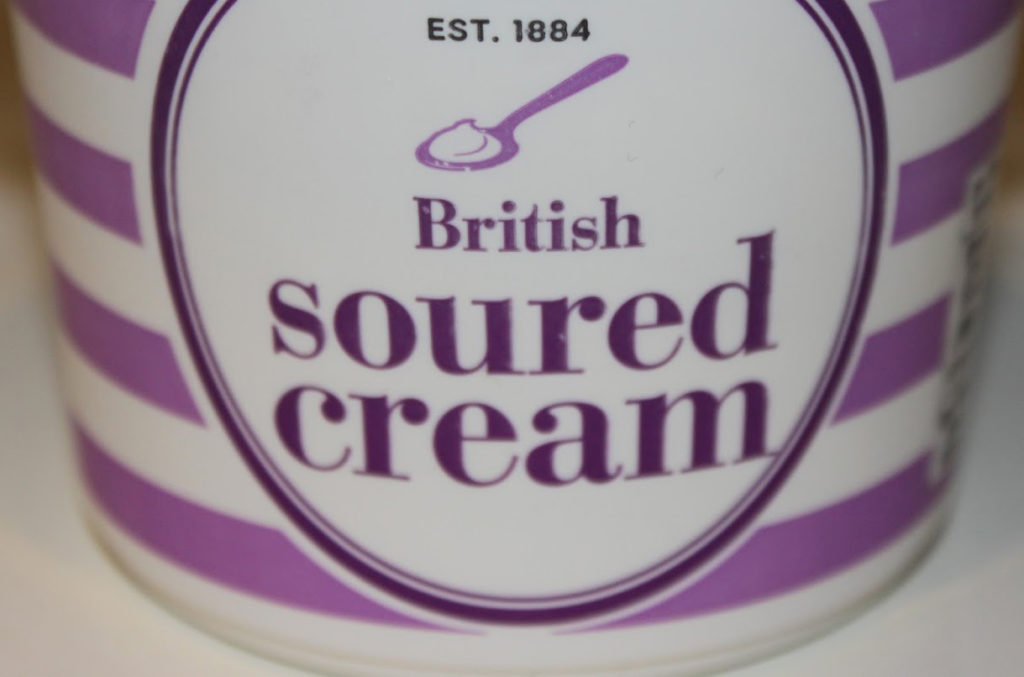 EST. 1884
British
soured
cream